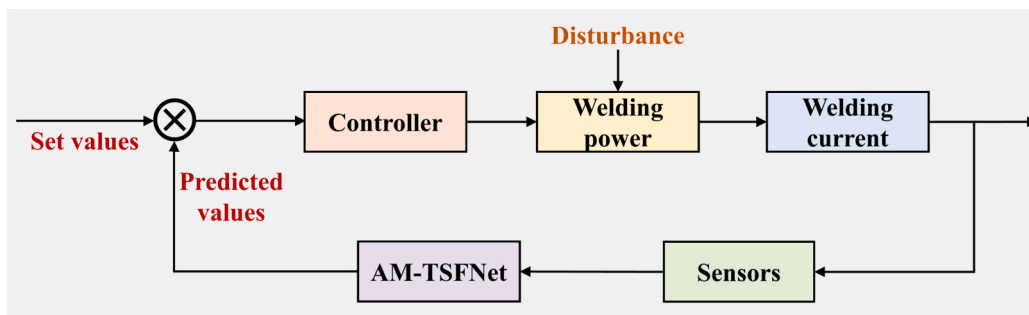 Disturbance
Set values
Controller
Welding
power
Welding
current
Predicted
values
AM-TSFNet
Sensors